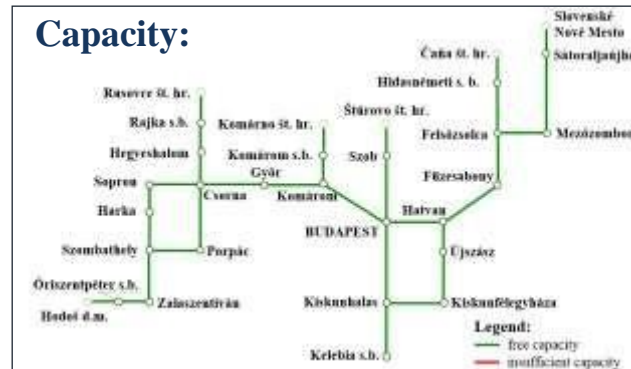 Capacity:
Slovenské
Nové Mesto
Čaňa št. hr.
Sátoraljaújhely
Hidasnémeti s. b.
Rusovce št. hr.
Štúrovo št. hr.
Rajka s.b.
Komárno št. hr.
Felsőzsolca
Mezőzombor
Hegyeshalom
Komárom s.b.
Szob
Győr
Füzesabony
Sopron
Csorna
Komárom
Hatvan
Harka
BUDAPEST
Szombathely
Porpác
Újszász
Őriszentpéter s.b.
Zalaszentiván
Kiskunhalas
Kiskunfélegyháza
Hodoš d.m.
Legend:
free capacity
Kelebia s.b.
insufficient capacity